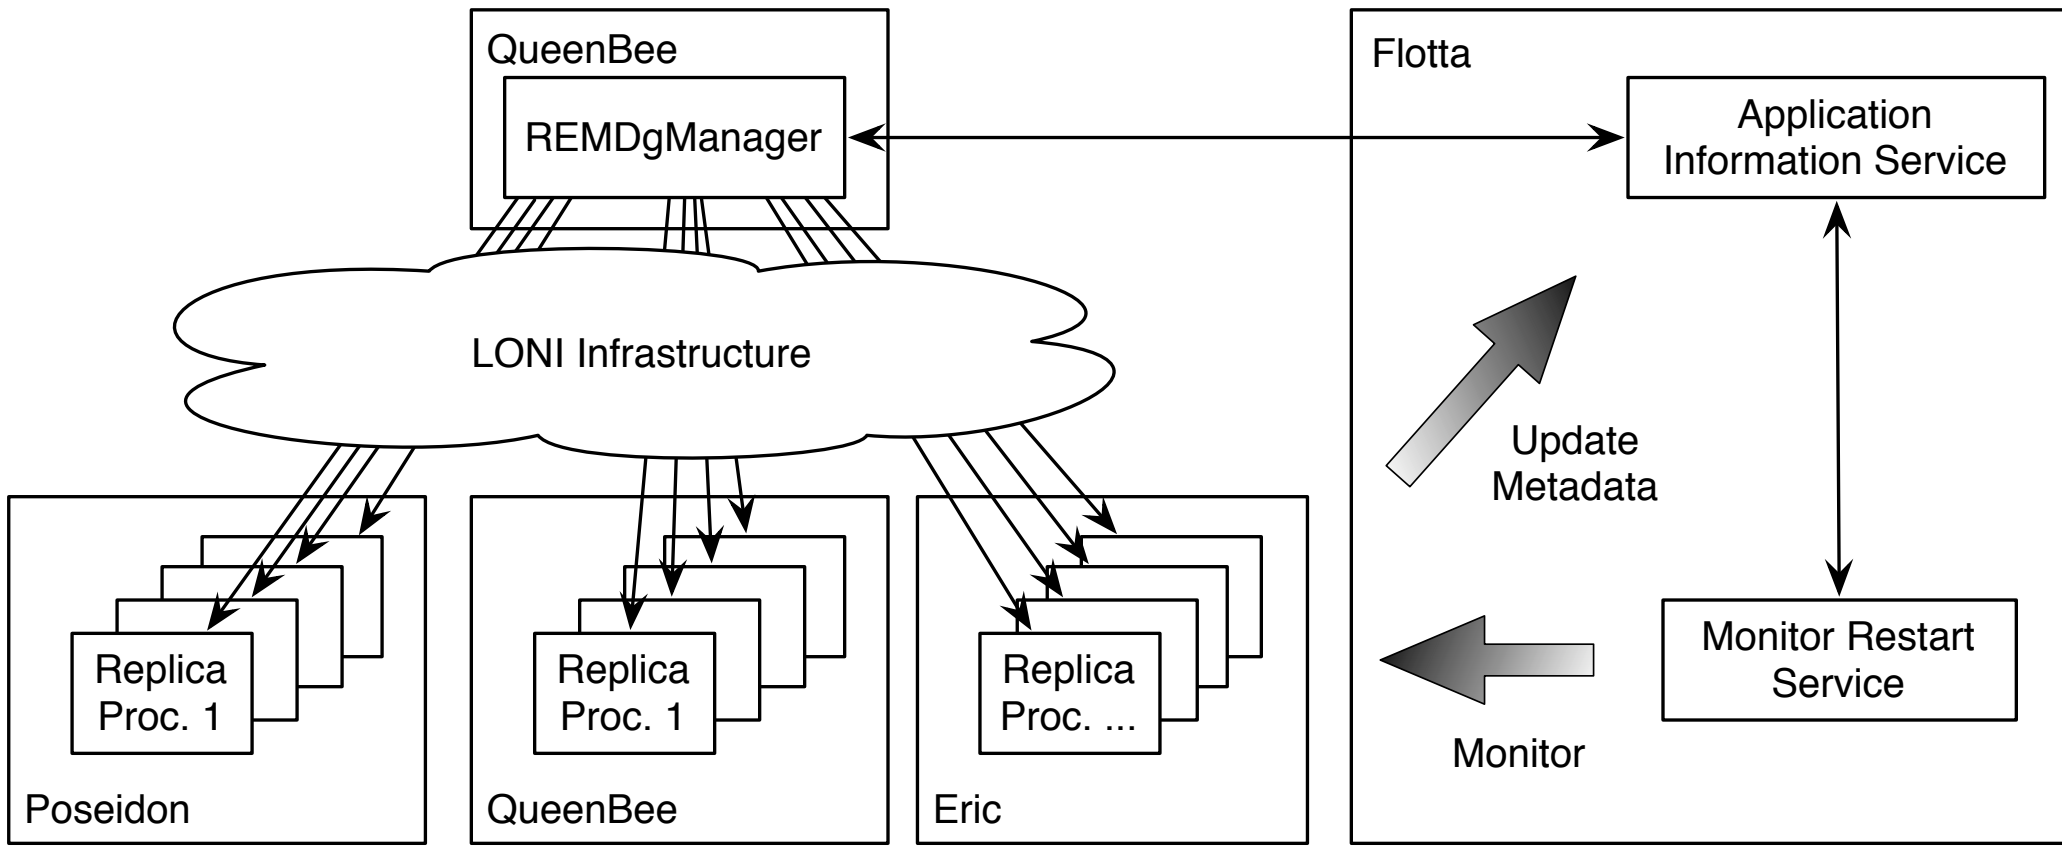 QueenBee
REMDgManager
Flotta
Application
Information Service
LONI Infrastructure
Update
Metadata
Replica
Proc. 1
Poseidon
Replica
Proc. 1
QueenBee
Replica
Proc. ...
Eric
Monitor Restart
Service
Monitor